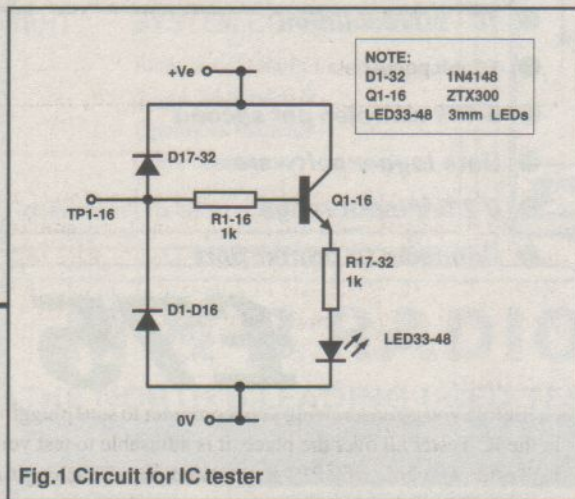 NOTE:
D1-32 1N4148
Q1-16 ZTX300
LED33-48 3mm LEDs
+Ve
D17-32
Q1-16
TP1-16
R1-16
1k
R17-32
1k
D1-D16
LED33-48
0V
Fig.1 Circuit for IC tester